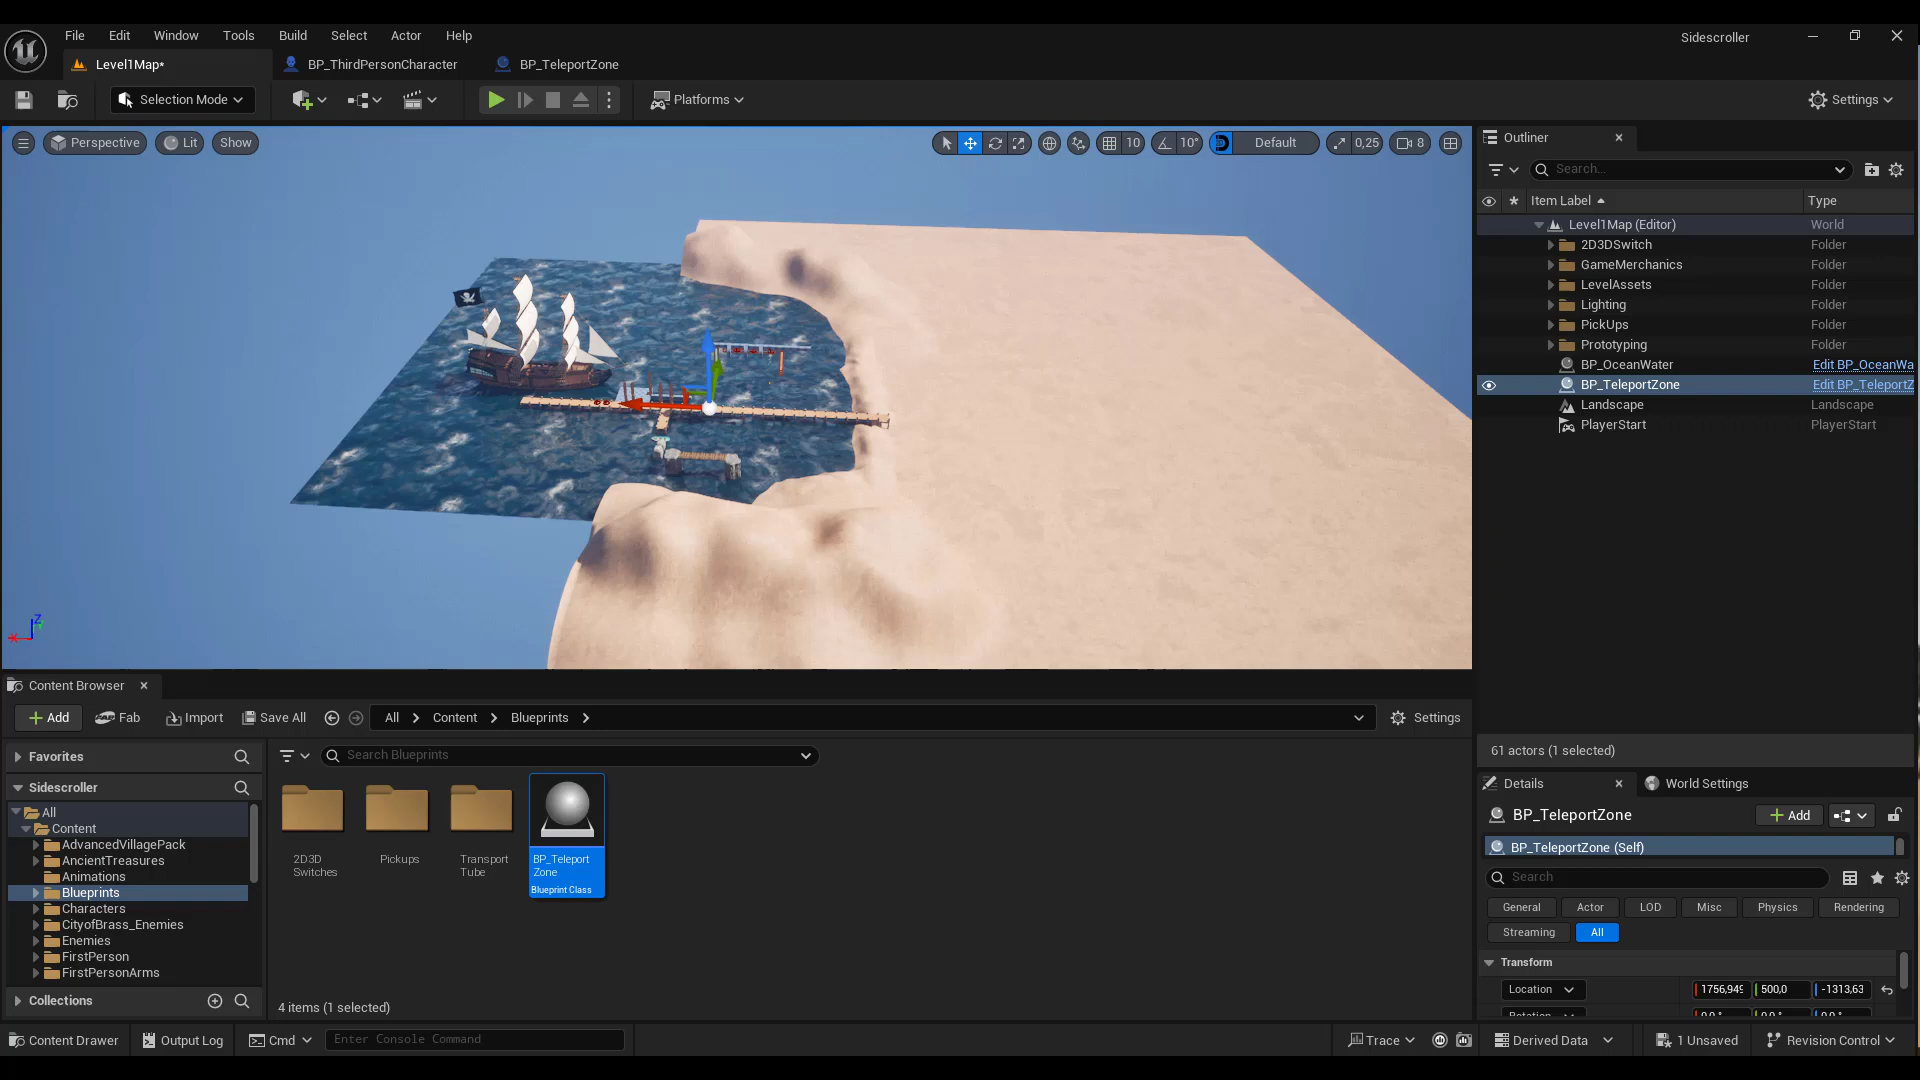 File Edit Window Tools Build Select Actor Help
Sidescroller
Level1Map*
BP_ThirdPersonCharacter
BP_TeleportZone
Selection Mode
Platforms
Settings
Perspective
Lit
Show
10
10°
Default
0,25
8
Outliner
Search...
Item Label
Type
Level1Map (Editor)
World
2D3DSwitch
Folder
GameMerchanics
Folder
LevelAssets
Folder
Lighting
Folder
PickUps
Folder
Prototyping
Folder
BP_OceanWater
Edit BP_OceanWa
BP_TeleportZone
Edit BP_TeleportZ
Landscape
Landscape
PlayerStart
PlayerStart
Z
X
61 actors (1 selected)
Details
World Settings
BP_TeleportZone
Add
BP_TeleportZone (Self)
Search
General
Actor
LOD
Misc
Physics
Rendering
Streaming
All
Transform
Location
1756,949
500,0
-1313,63
Content Browser
Add
Fab
Import
Save All
All
Content
Blueprints
Settings
Favorites
Search Blueprints
Sidescroller
All
Content
AdvancedVillagePack
AncientTreasures
Animations
Blueprints
Characters
CityofBrass_Enemies
Enemies
FirstPerson
FirstPersonArms
Collections
2D3D
Switches
Pickups
Transport
Tube
BP_Teleport
Zone
Blueprint Class
4 items (1 selected)
Content Drawer
Output Log
Cmd
Enter Console Command
Trace
Derived Data
1 Unsaved
Revision Control